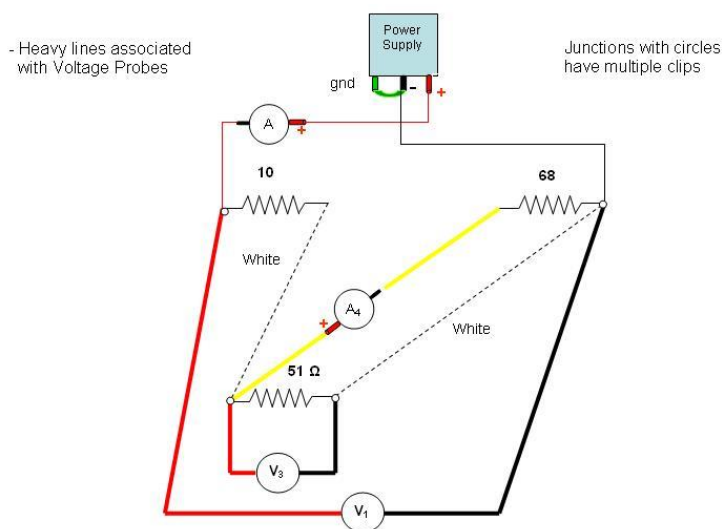 - Heavy lines associated
with Voltage Probes
Power
Supply
Junctions with circles
have multiple clips
gnd
-
+
A
+
10
68
White
A4
+
White
51 Ω
V3
V1